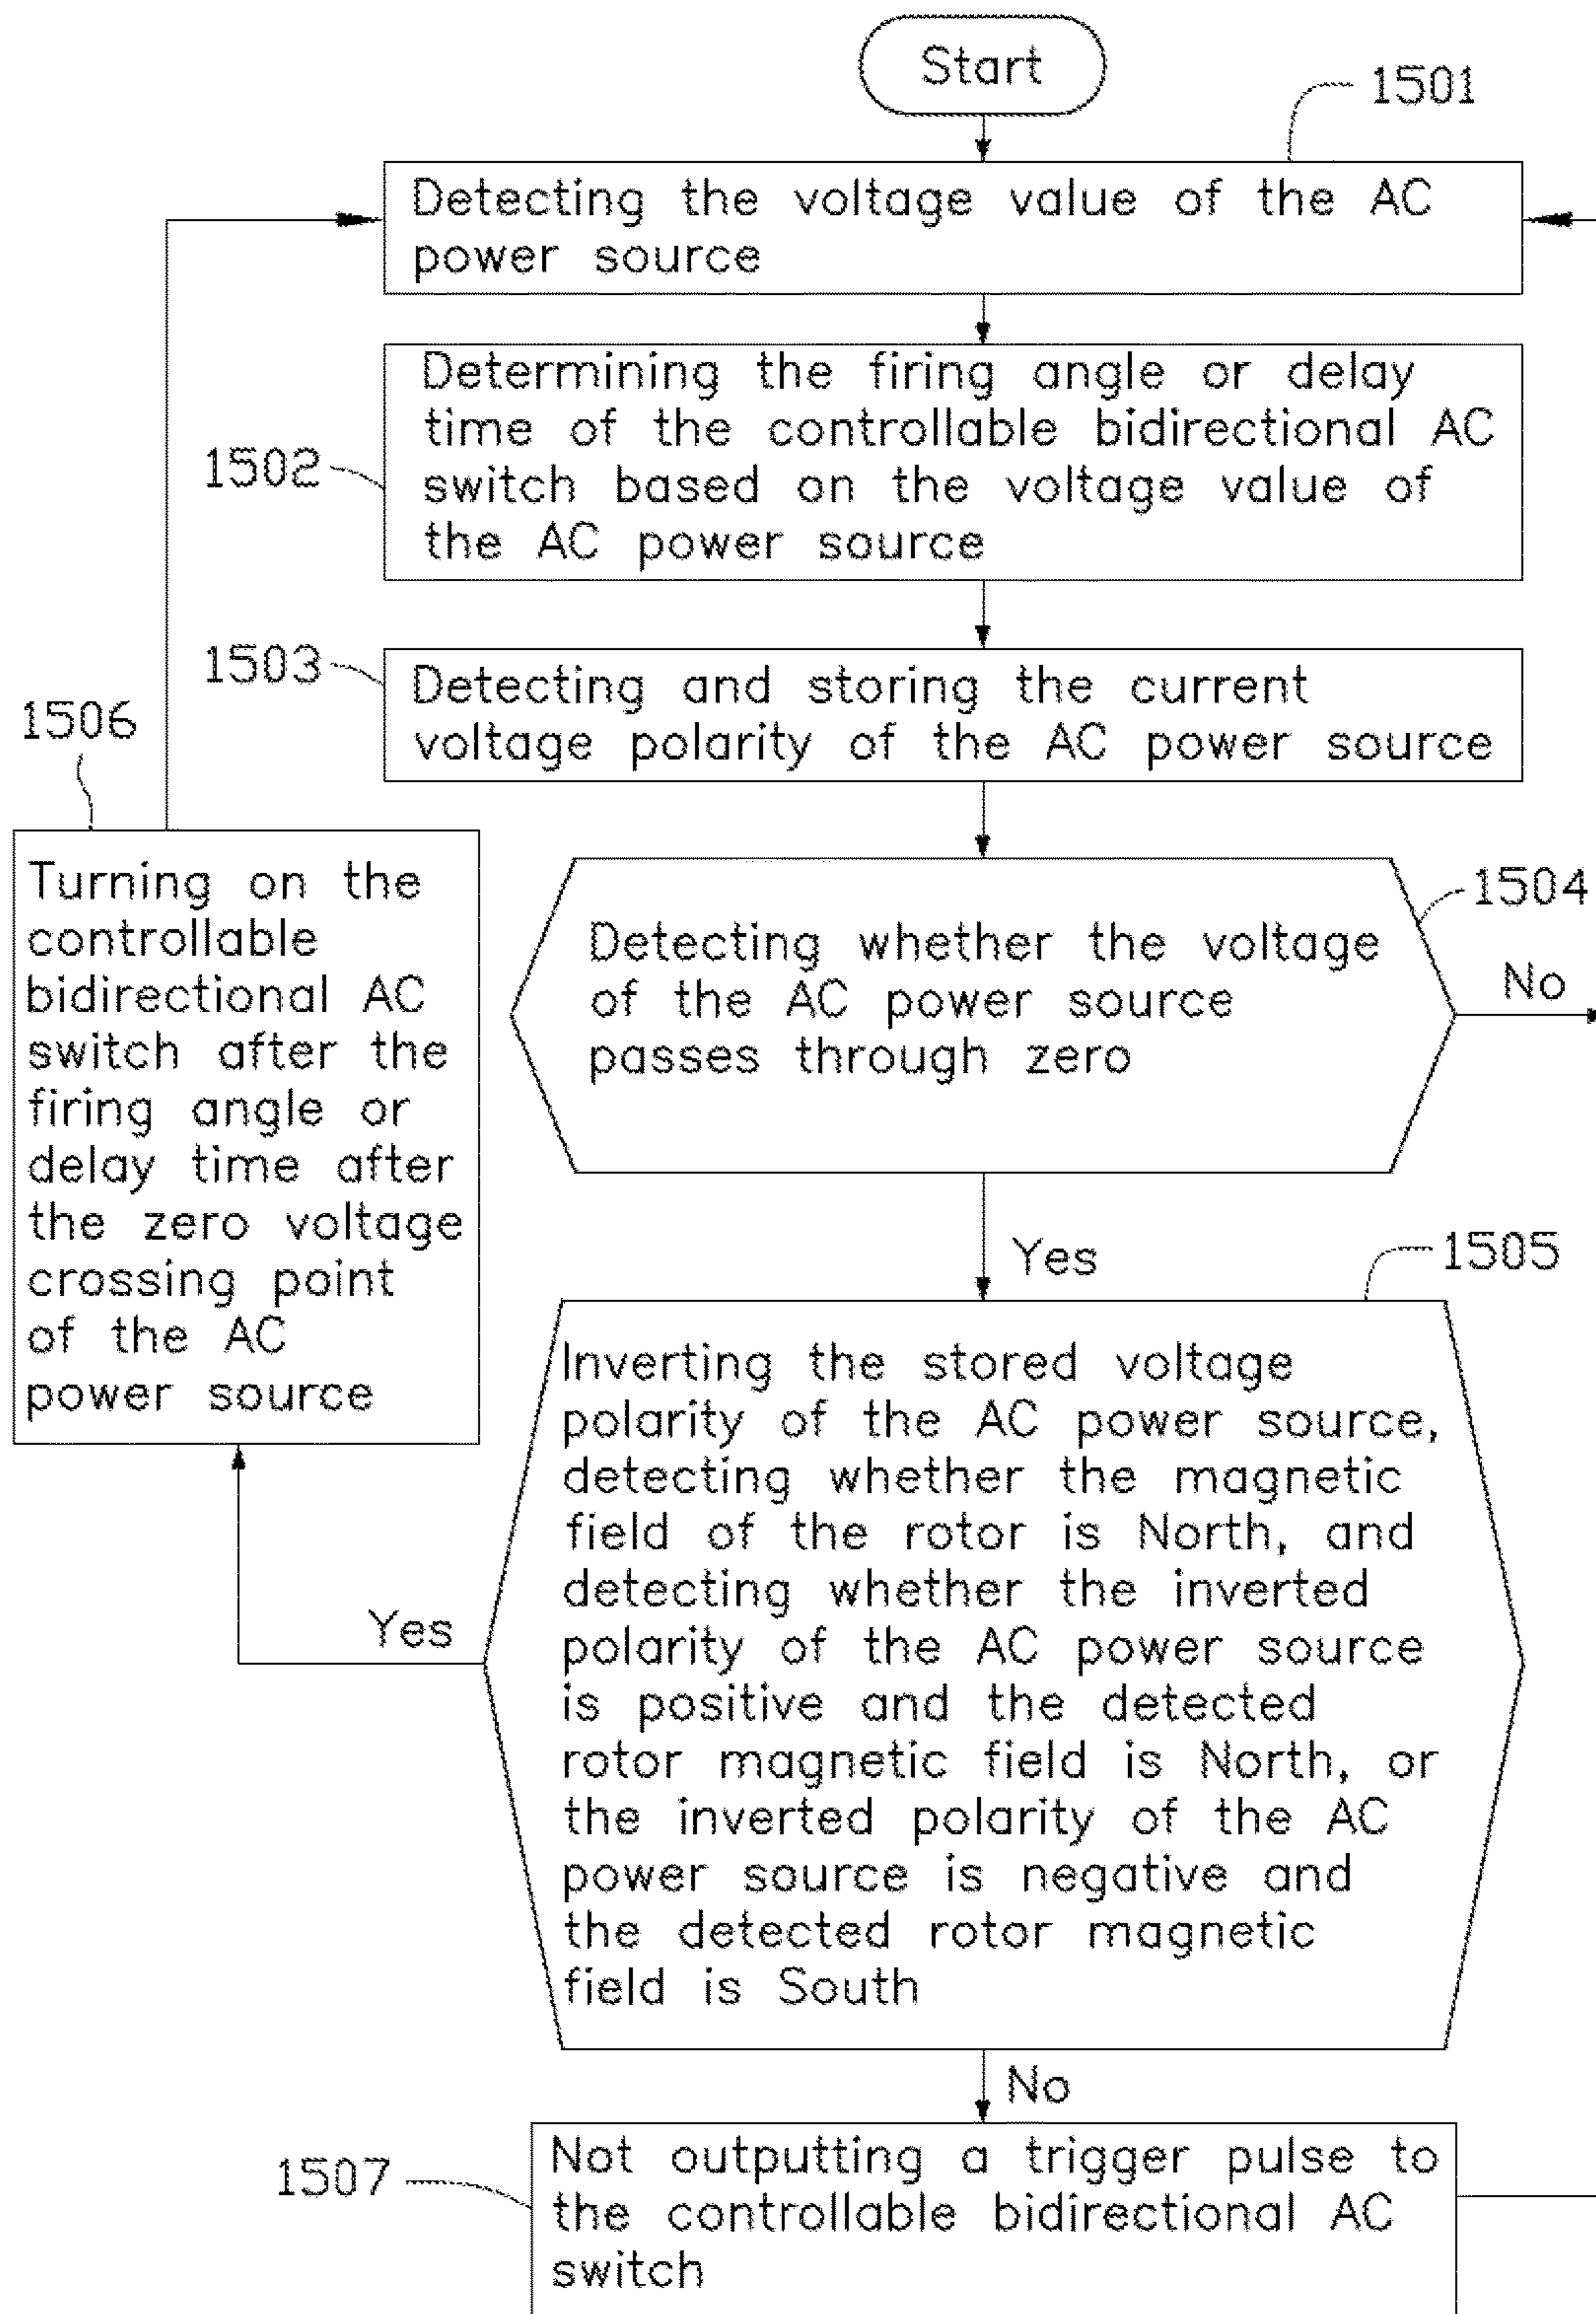 Start
1501
Detecting the voltage value of the AC
power source
1502
Determining the firing angle or delay
time of the controllable bidirectional AC
switch based on the voltage value of
the AC power source
1503
Detecting and storing the current
voltage polarity of the AC power source
1504
Detecting whether the voltage
of the AC power source
passes through zero
No
Yes
1505
Inverting the stored voltage
polarity of the AC power source,
detecting whether the magnetic
field of the rotor is North, and
detecting whether the inverted
polarity of the AC power source
is positive and the detected
rotor magnetic field is North, or
the inverted polarity of the AC
power source is negative and
the detected rotor magnetic
field is South
Yes
1506
Turning on the
controllable
bidirectional AC
switch after the
firing angle or
delay time after
the zero voltage
crossing point
of the AC
power source
No
1507
Not outputting a trigger pulse to
the controllable bidirectional AC
switch